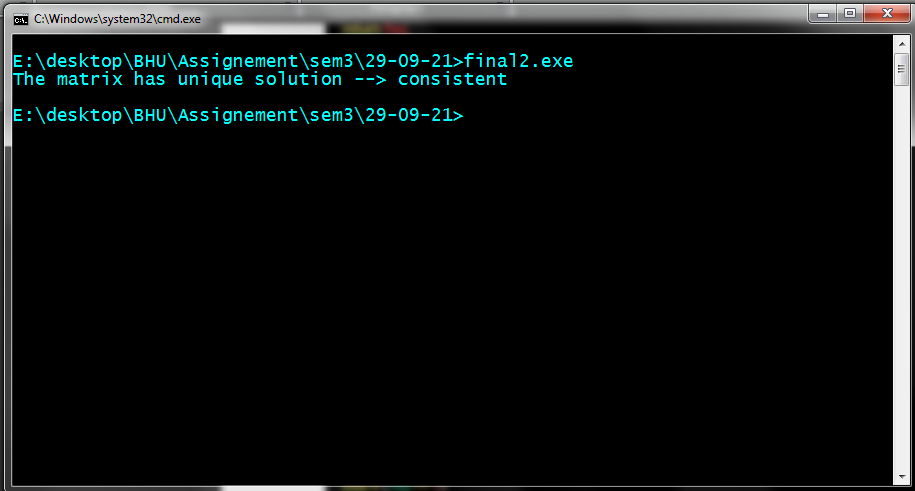 C:\Windows\system32\cmd.exe
E:\desktop\BHU\Assignement\sem3\29-09-21>final2.exe
The matrix has unique solution --> consistent
E:\desktop\BHU\Assignement\sem3\29-09-21>